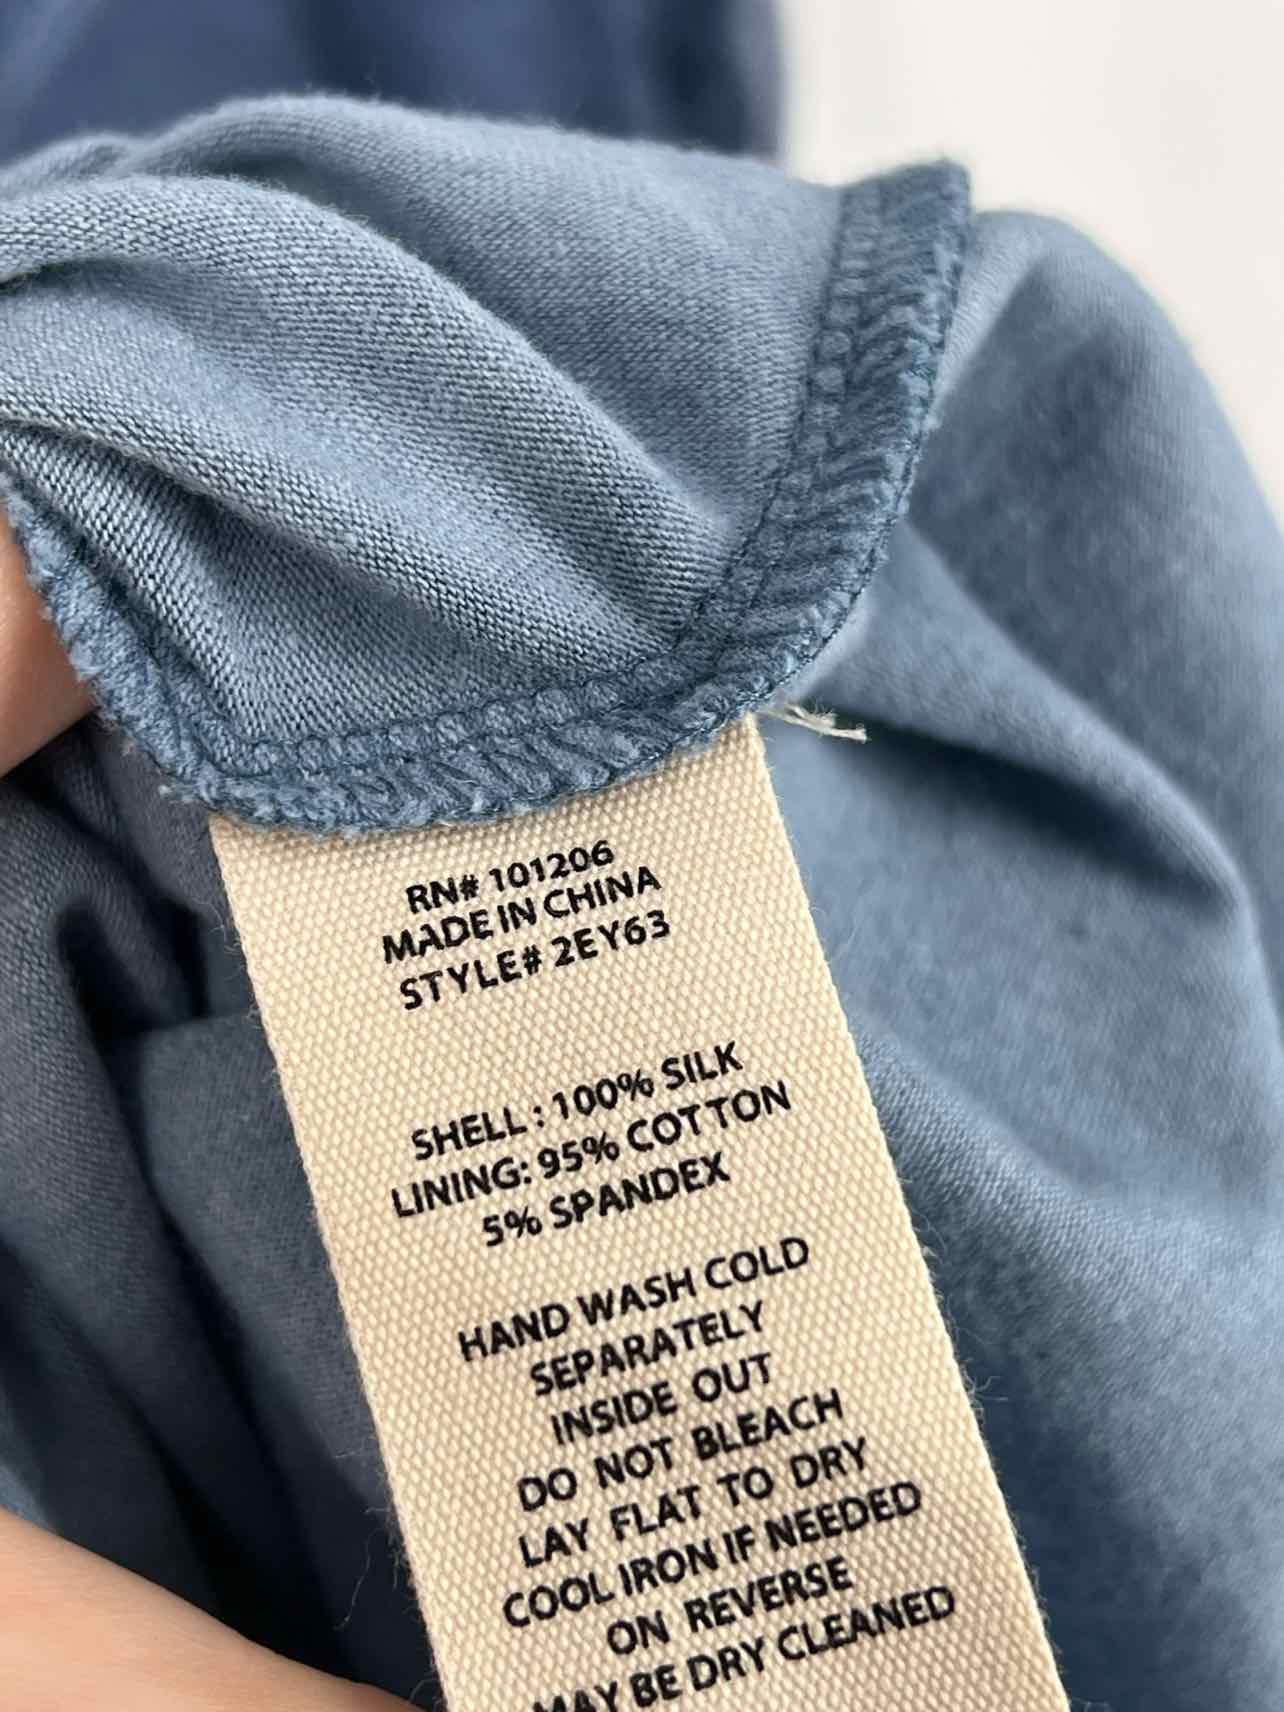 RN# 101206
MADE IN CHINA
STYLE# 2EY63
SHELL : 100% SILK
LINING: 95% COTTON
5% SPANDEX
HAND WASH COLD
SEPARATELY
INSIDE OUT
DO NOT BLEACH
LAY FLAT TO DRY
COOL IRON IF NEEDED
ON REVERSE
MAY BE DRY CLEANED